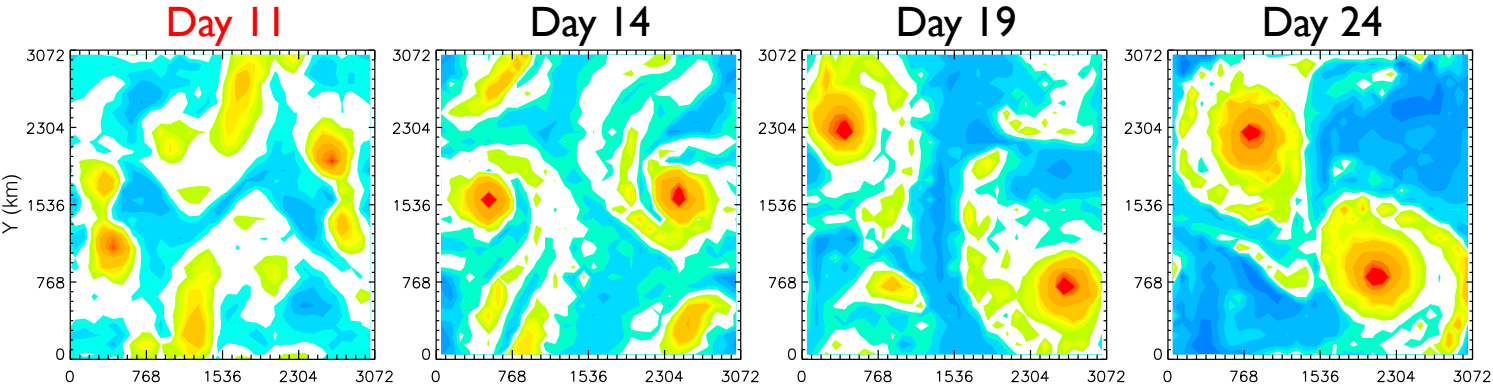 Day 11 Day 14 Day 19 Day 24
3072 3072 3072 3072
2304 2304 2304 2304
Y (km)
1536 1536 1536 1536
768 768 768 768
0 0 0 0
0 768 1536 2304 3072 0 768 1536 2304 3072 0 768 1536 2304 3072 0 768 1536 2304 3072